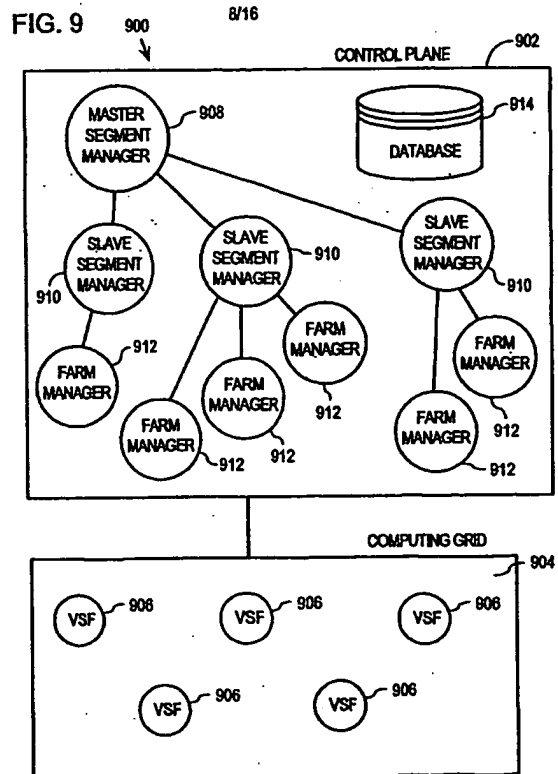 FIG. 9
900
8/16
CONTROL PLANE
902
MASTER
SEGMENT
MANAGER
908
914
DATABASE
SLAVE
SEGMENT
MANAGER
910
SLAVE
SEGMENT
MANAGER
910
SLAVE
SEGMENT
MANAGER
910
FARM
MANAGER
912
FARM
MANAGER
912
FARM
MANAGER
912
FARM
MANAGER
912
FARM
MANAGER
912
FARM
MANAGER
912
COMPUTING GRID
904
VSF
906
VSF
906
VSF
906
VSF
906
VSF
906